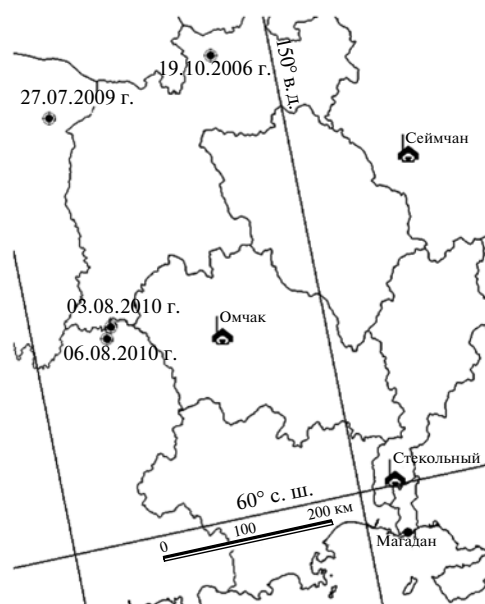 19.10.2006 г.
150° в.д.
27.07.2009 г.
Сеймчан
03.08.2010 г.
Омчак
06.08.2010 г.
Стекольный
60° с. ш.
0 100 200 км
Магадан